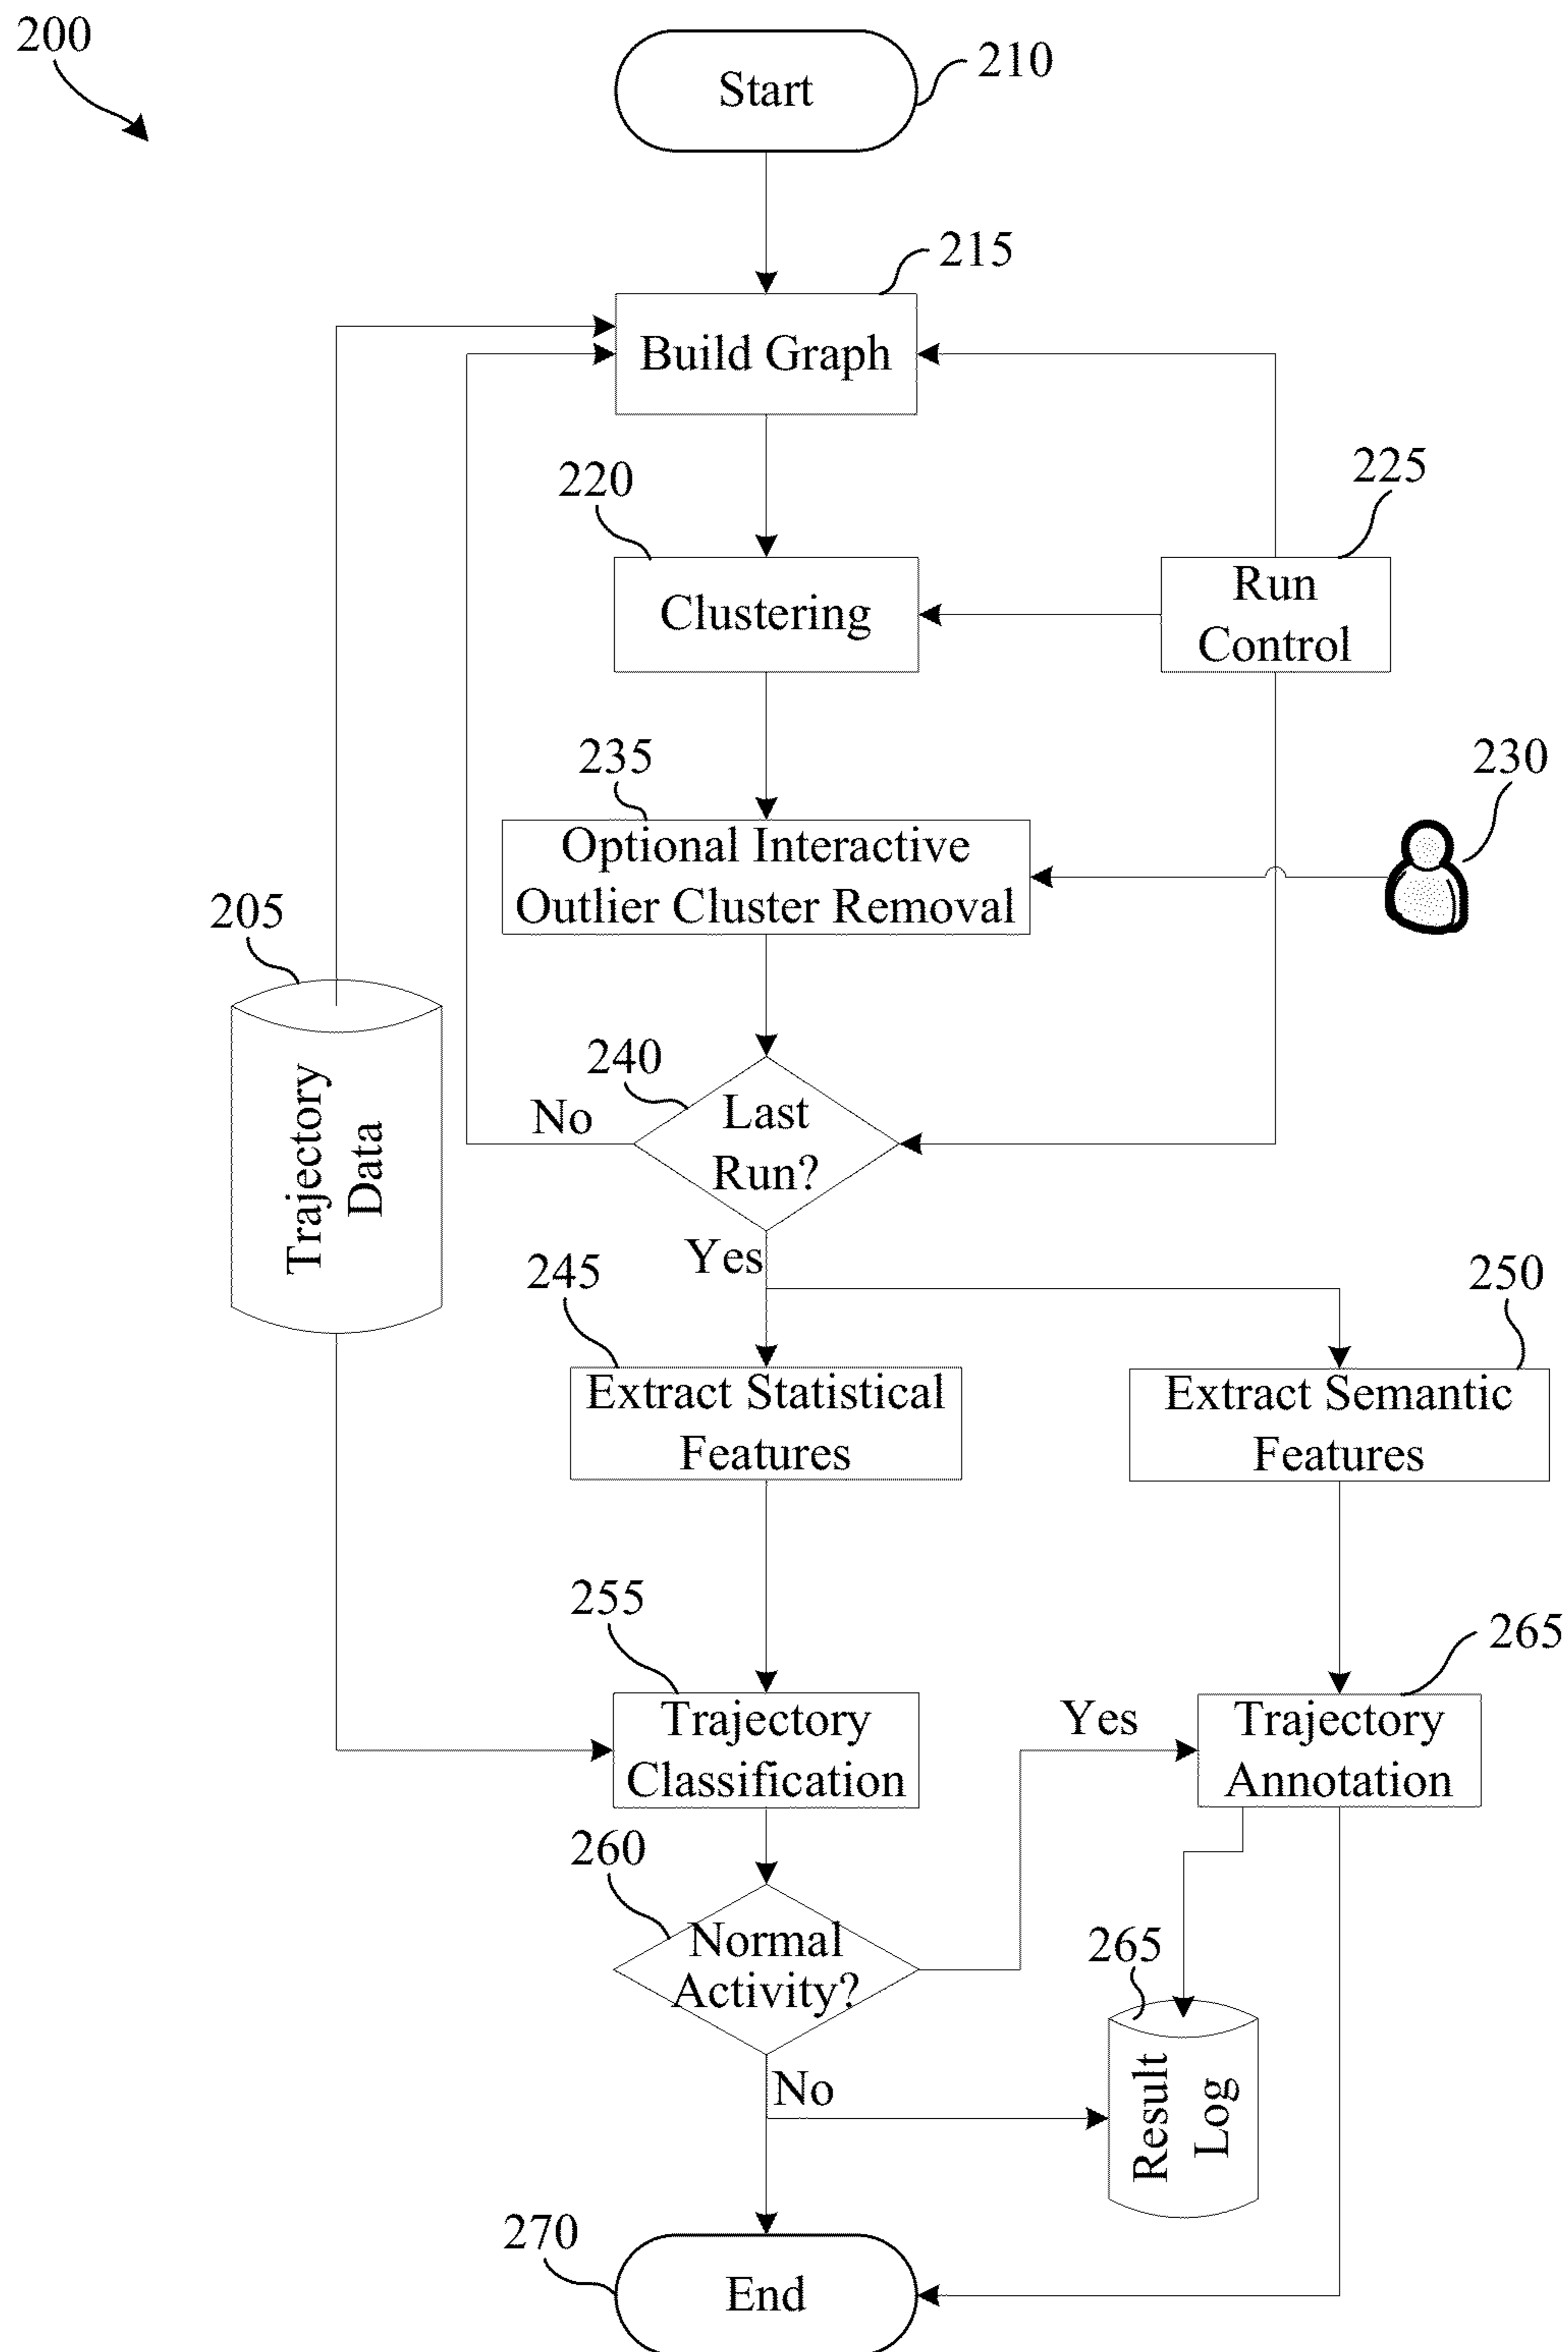 200
Start
210
215
Build Graph
220
225
Clustering
Run
Control
235
230
Optional Interactive
Outlier Cluster Removal
205
Trajectory
Data
240
No
Last
Run?
Yes
245
250
Extract Statistical
Features
Extract Semantic
Features
255
265
Trajectory
Classification
Yes
Trajectory
Annotation
260
Normal
Activity?
265
Result
Log
No
270
End